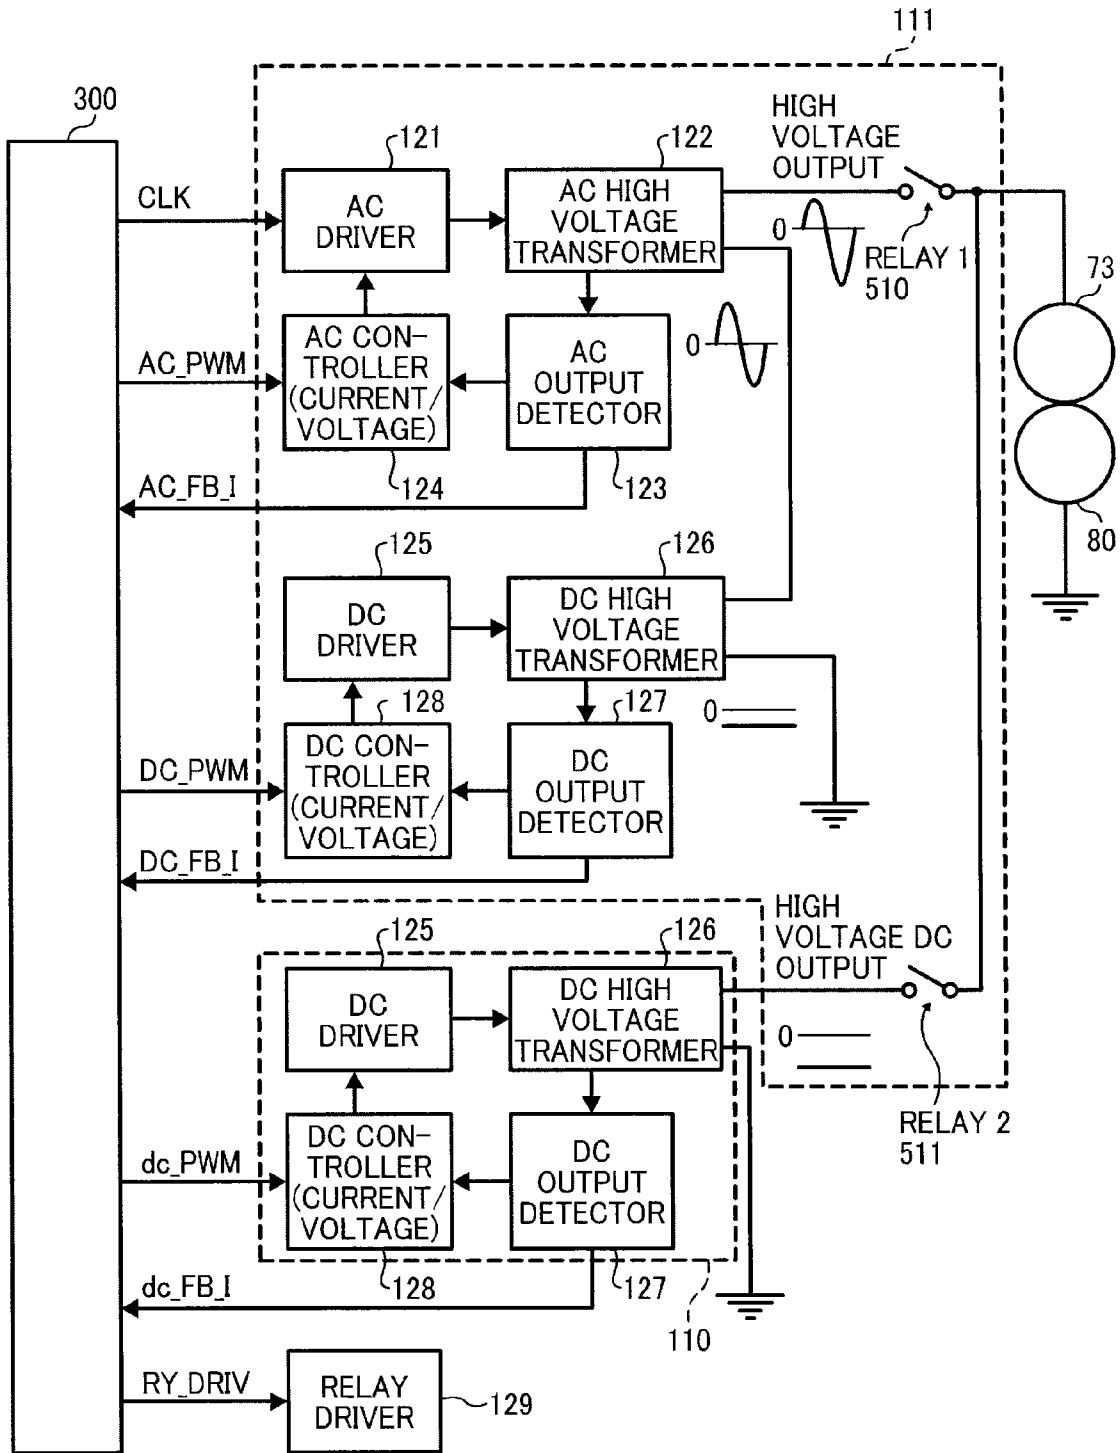 111
300
HIGH
VOLTAGE
OUTPUT
121
122
CLK
AC
DRIVER
AC HIGH
VOLTAGE
TRANSFORMER
0
RELAY 1
510
73
AC_PWM
AC CON-
TROLLER
(CURRENT/
VOLTAGE)
AC
OUTPUT
DETECTOR
0
AC_FB_I
124
123
80
125
126
DC
DRIVER
DC HIGH
VOLTAGE
TRANSFORMER
128
127
0
DC_PWM
DC CON-
TROLLER
(CURRENT/
VOLTAGE)
DC
OUTPUT
DETECTOR
DC_FB_I
HIGH
VOLTAGE DC
OUTPUT
125
126
DC
DRIVER
DC HIGH
VOLTAGE
TRANSFORMER
0
RELAY 2
511
dc_PWM
DC CON-
TROLLER
(CURRENT/
VOLTAGE)
DC
OUTPUT
DETECTOR
dc_FB_I
128
127
110
RY_DRIV
RELAY
DRIVER
129